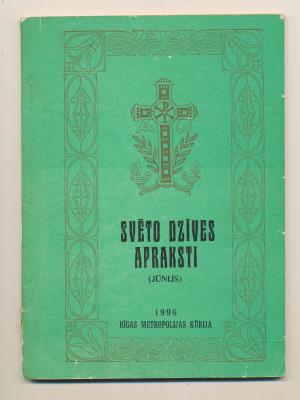 SVĒTO DZĪVES
APRAKSTI
(JŪNIJS)
1996
RĪGAS METROPOLIJAS KŪRIJA